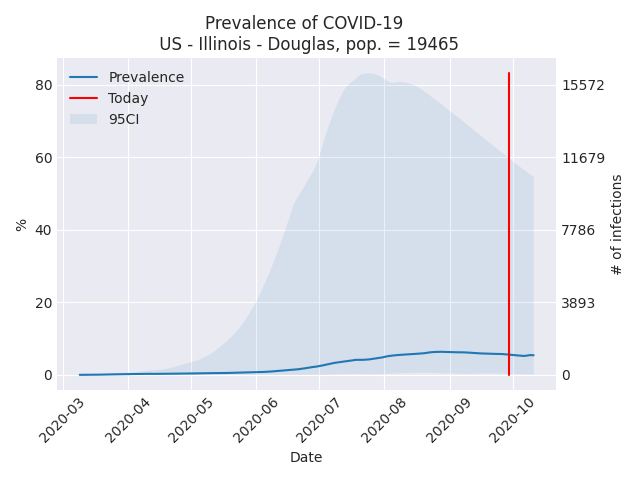 Prevalence of COVID-19
US - Illinois - Douglas, pop. = 19465
Prevalence
Today
95CI
80
60
40
20
0
%
15572
11679
7786
3893
0
# of infections
2020-03
2020-04
2020-05
2020-06
2020-07
2020-08
2020-09
2020-10
Date